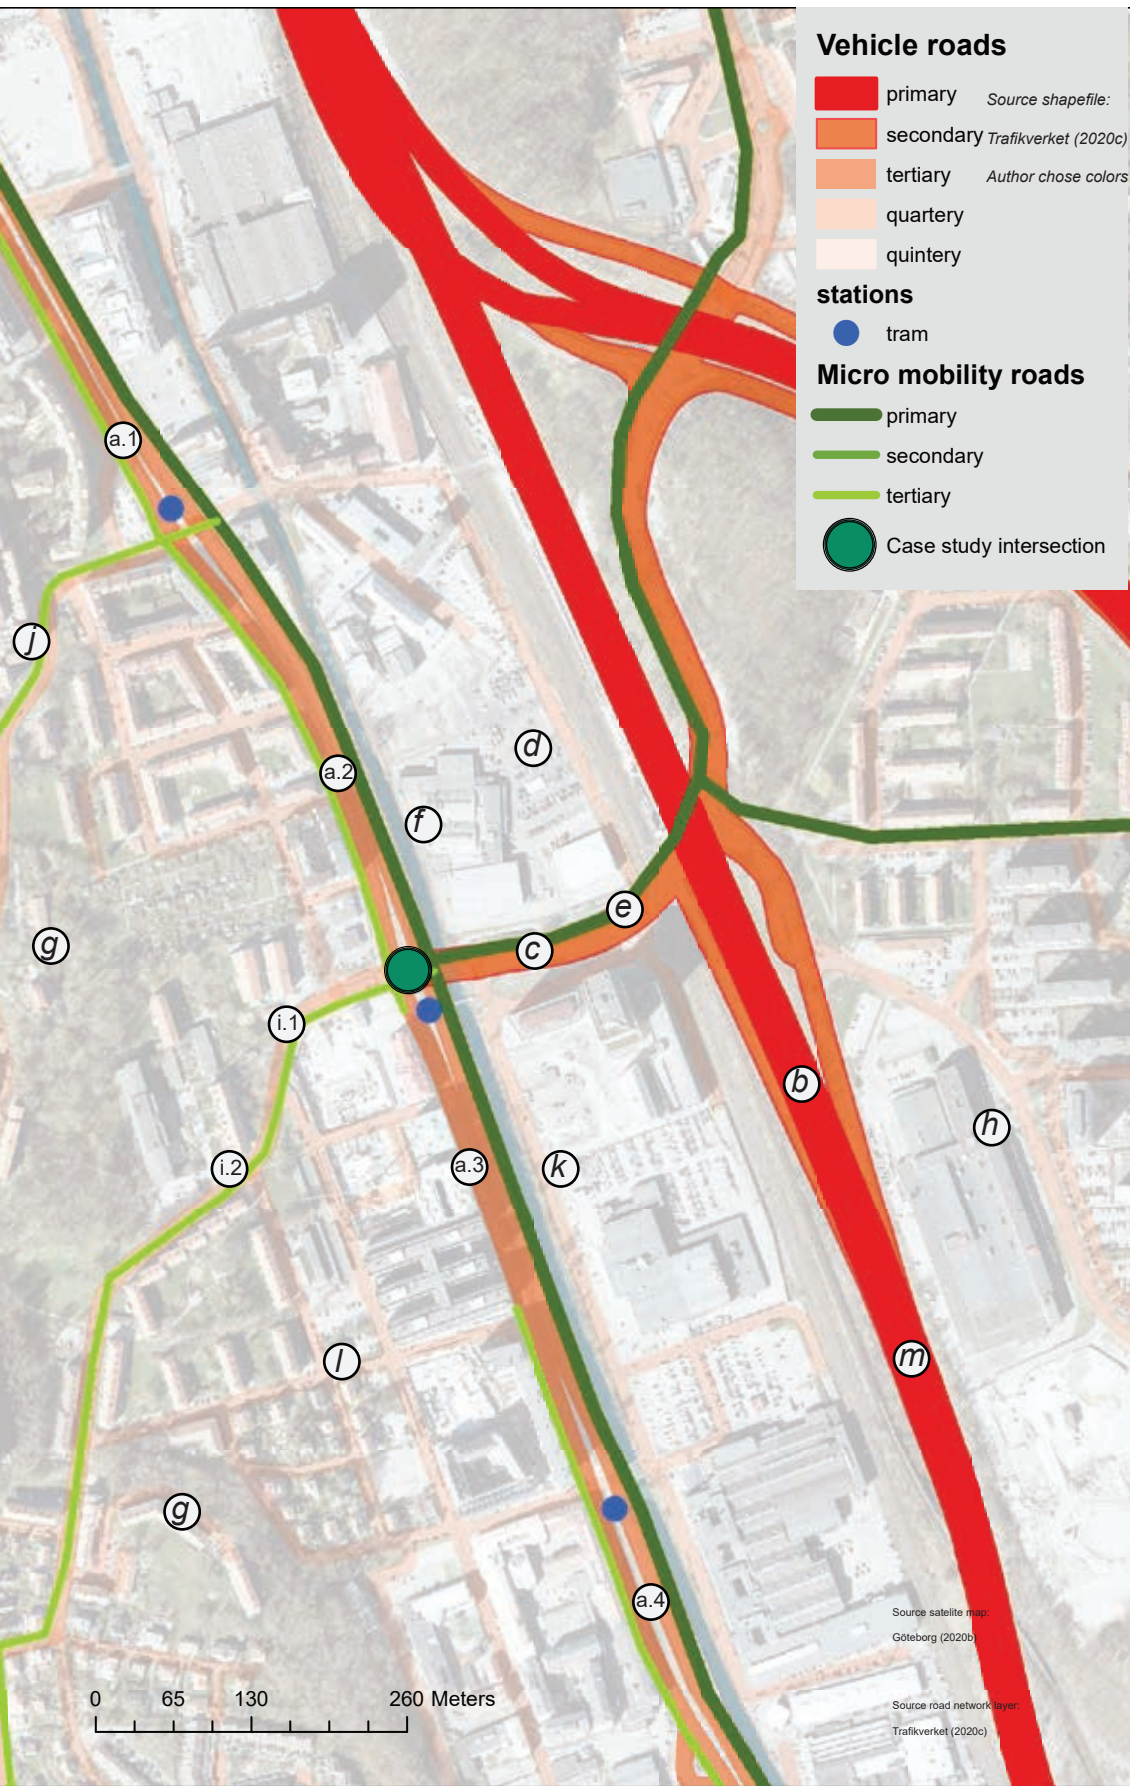 Vehicle roads
primary
Source shapefile:
secondary
Trafikverket (2020c)
tertiary
Author chose colors
quartery
quintery
stations
tram
Micro mobility roads
primary
secondary
tertiary
Case study intersection
a.1
j
a.2
d
f
e
g
c
i.1
b
h
i.2
a.3
k
l
m
g
a.4
Source satelite map:
Göteborg (2020b)
0 65 130 260 Meters
Source road network layer:
Trafikverket (2020c)